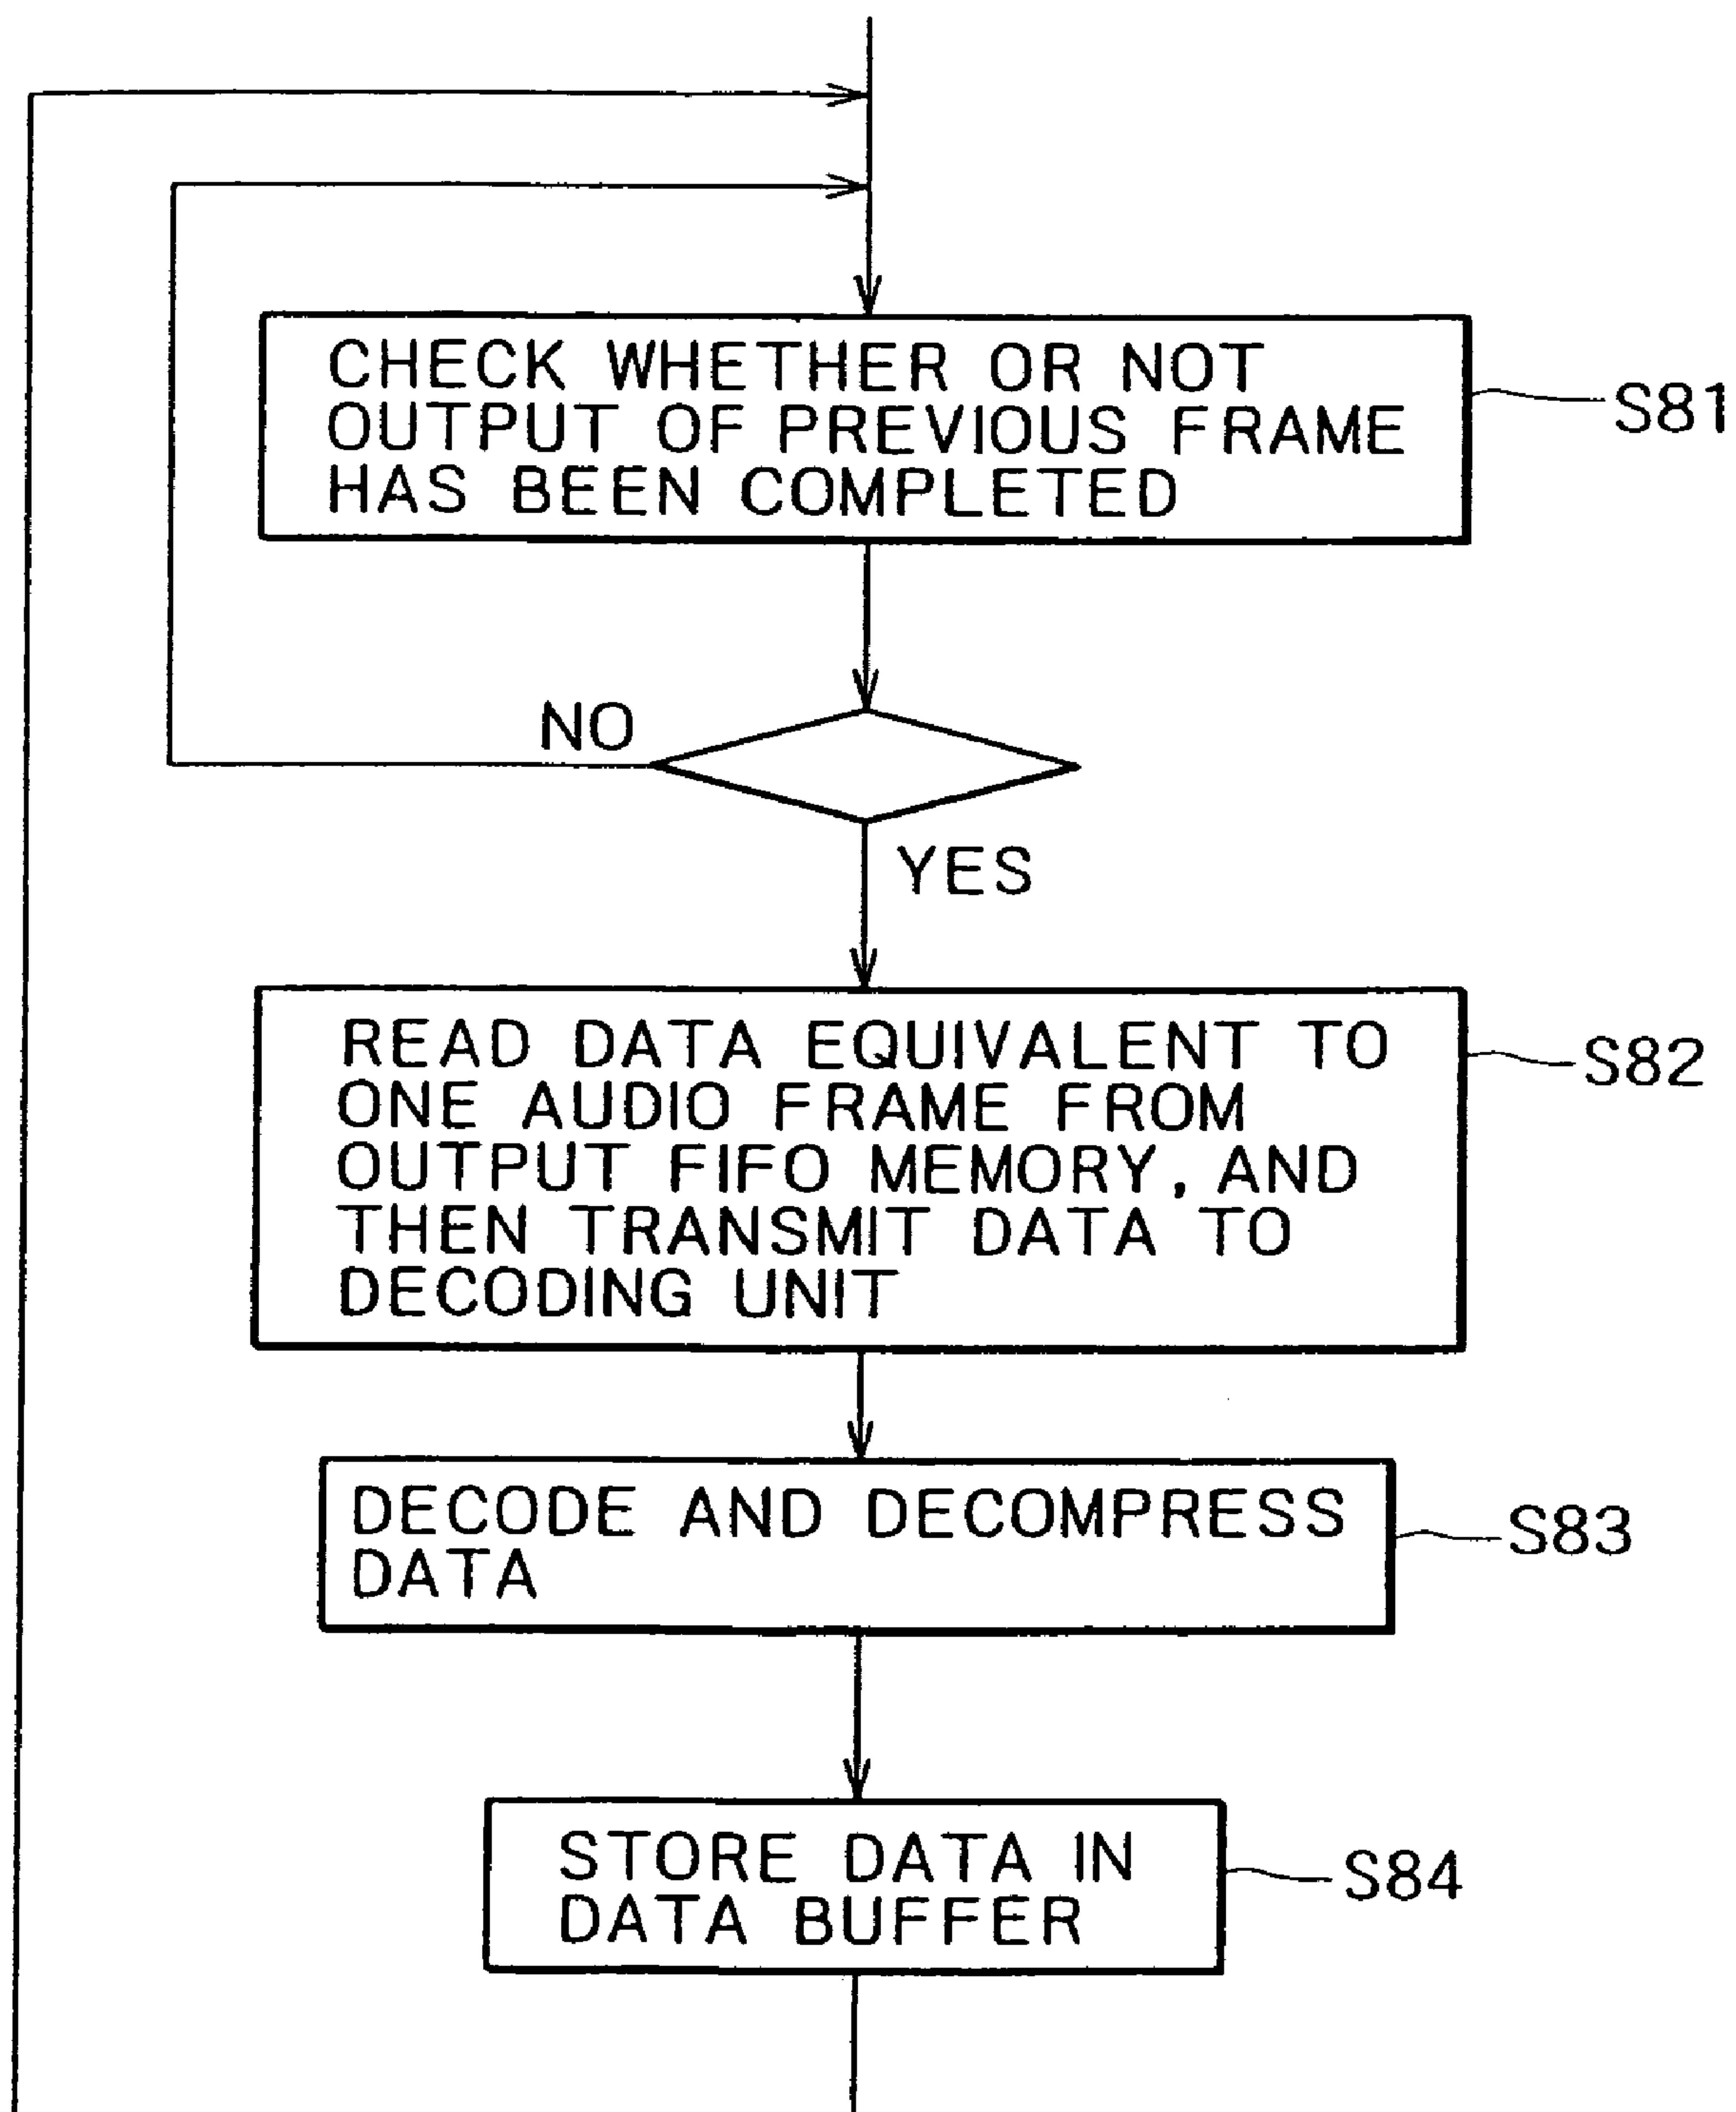 CHECK WHETHER OR NOT
OUTPUT OF PREVIOUS FRAME
HAS BEEN COMPLETED
S81
NO
YES
READ DATA EQUIVALENT TO
ONE AUDIO FRAME FROM
OUTPUT FIFO MEMORY, AND
THEN TRANSMIT DATA TO
DECODING UNIT
S82
DECODE AND DECOMPRESS
DATA
S83
STORE DATA IN
DATA BUFFER
S84